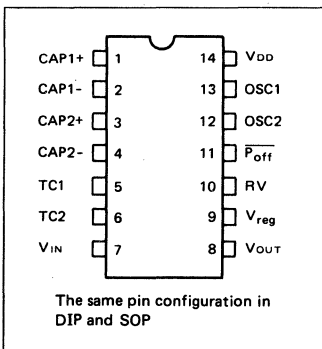 CAP1+ 1 14 VDD
CAP1- 2 13 OSC1
CAP2+ 3 12 OSC2
CAP2- 4 11 P̅o̅f̅f̅
TC1 5 10 RV
TC2 6 9 Vreg
VIN 7 8 VOUT
The same pin configuration in
DIP and SOP